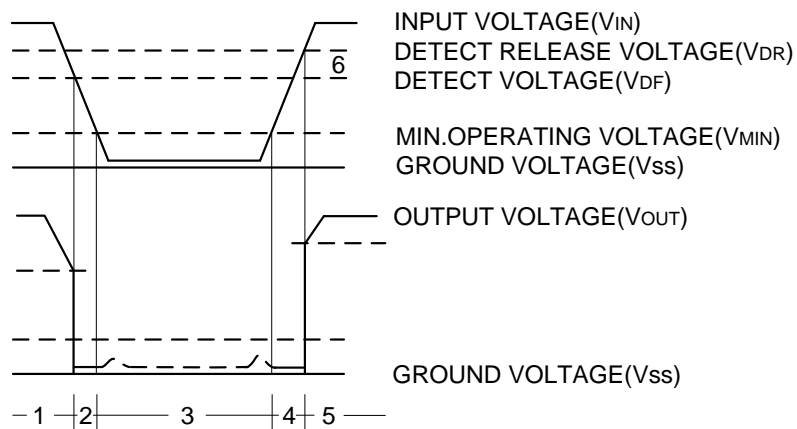 INPUT VOLTAGE(VIN)
DETECT RELEASE VOLTAGE(VDR)
6
DETECT VOLTAGE(VDF)
MIN.OPERATING VOLTAGE(VMIN)
GROUND VOLTAGE(Vss)
OUTPUT VOLTAGE(VOUT)
GROUND VOLTAGE(Vss)
1 2 3 4 5